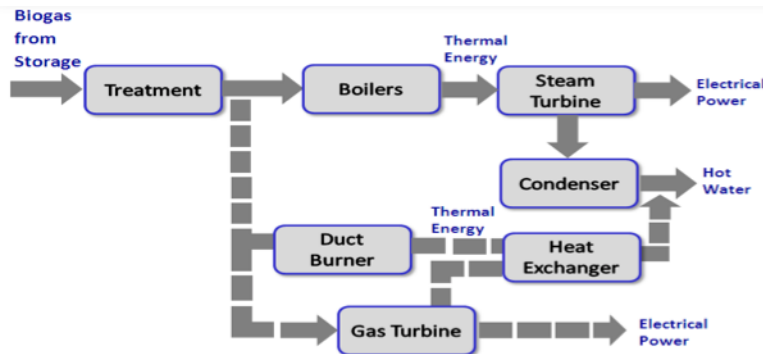 Biogas
from
Storage
Treatment
Boilers
Thermal
Energy
Steam
Turbine
Electrical
Power
Condenser
Hot
Water
Duct
Burner
Thermal
Energy
Heat
Exchanger
Gas Turbine
Electrical
Power